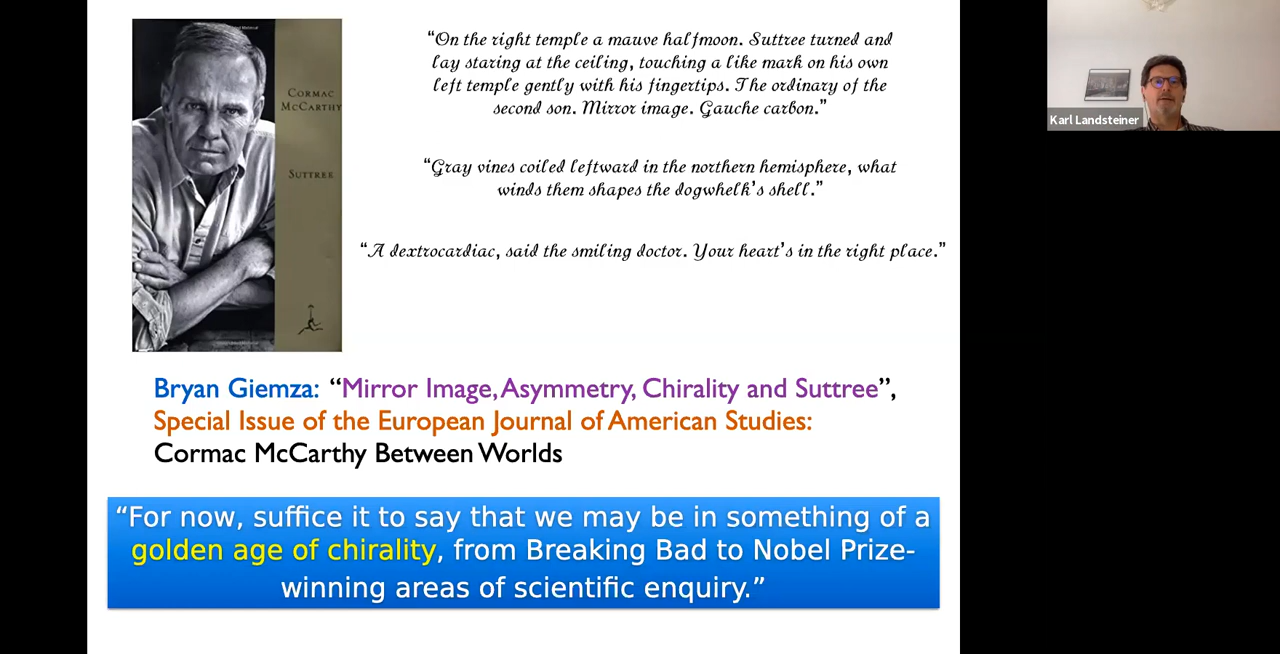 CORMAC
MCCARTHY
SUTTREE
“On the right temple a mauve halfmoon. Suttree turned and
lay staring at the ceiling, touching a like mark on his own
left temple gently with his fingertips. The ordinary of the
second son. Mirror image. Gauche carbon.”
“Gray vines coiled leftward in the northern hemisphere, what
winds them shapes the dogwhelk’s shell.”
“A dextrocardiac, said the smiling doctor. Your heart’s in the right place.”
Bryan Giemza: “Mirror Image, Asymmetry, Chirality and Suttree”,
Special Issue of the European Journal of American Studies:
Cormac McCarthy Between Worlds
“For now, suffice it to say that we may be in something of a
golden age of chirality, from Breaking Bad to Nobel Prize-
winning areas of scientific enquiry.”
Karl Landsteiner